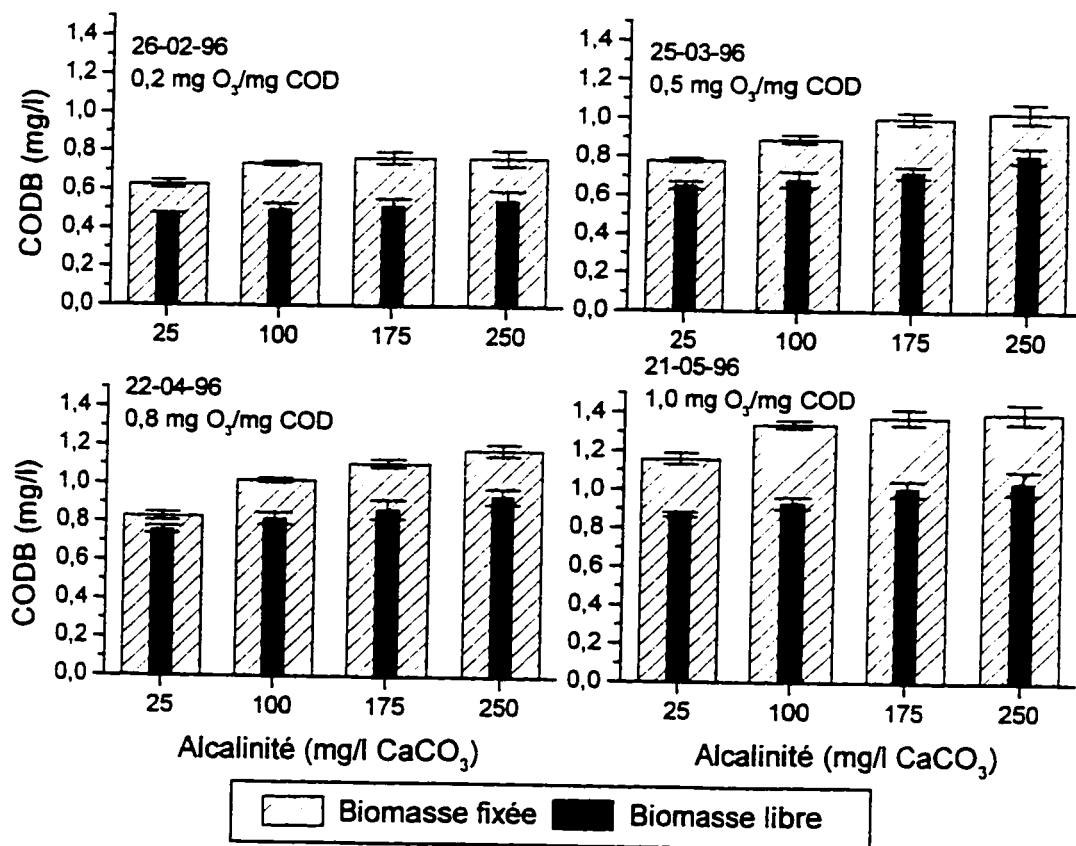 26-02-96
0,2 mg O₃/mg COD
CODB (mg/l)
1,4
1,2
1,0
0,8
0,6
0,4
0,2
0,0
25 100 175 250
25-03-96
0,5 mg O₃/mg COD
1,4
1,2
1,0
0,8
0,6
0,4
0,2
0,0
25 100 175 250
22-04-96
0,8 mg O₃/mg COD
CODB (mg/l)
1,4
1,2
1,0
0,8
0,6
0,4
0,2
0,0
25 100 175 250
Alcalinité (mg/l CaCO₃)
21-05-96
1,0 mg O₃/mg COD
1,4
1,2
1,0
0,8
0,6
0,4
0,2
0,0
25 100 175 250
Alcalinité (mg/l CaCO₃)
Biomasse fixée Biomasse libre